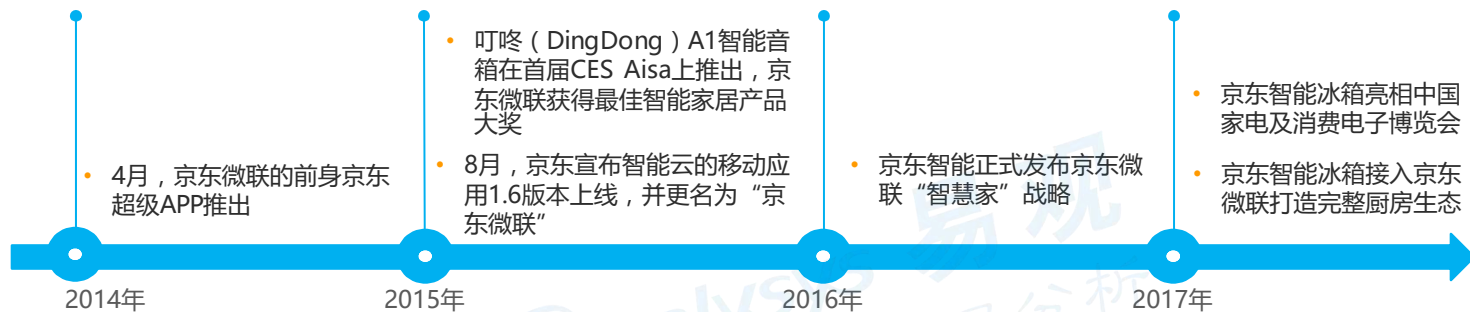 4月，京东微联的前身京东
超级APP推出
叮咚（DingDong）A1智能音
箱在首届CES Aisa上推出，京
东微联获得最佳智能家居产品
大奖
8月，京东宣布智能云的移动应
用1.6版本上线，并更名为“京
东微联”
京东智能正式发布京东微
联“智慧家”战略
京东智能冰箱亮相中国
家电及消费电子博览会
京东智能冰箱接入京东
微联打造完整厨房生态
2014年
2015年
2016年
2017年
易观